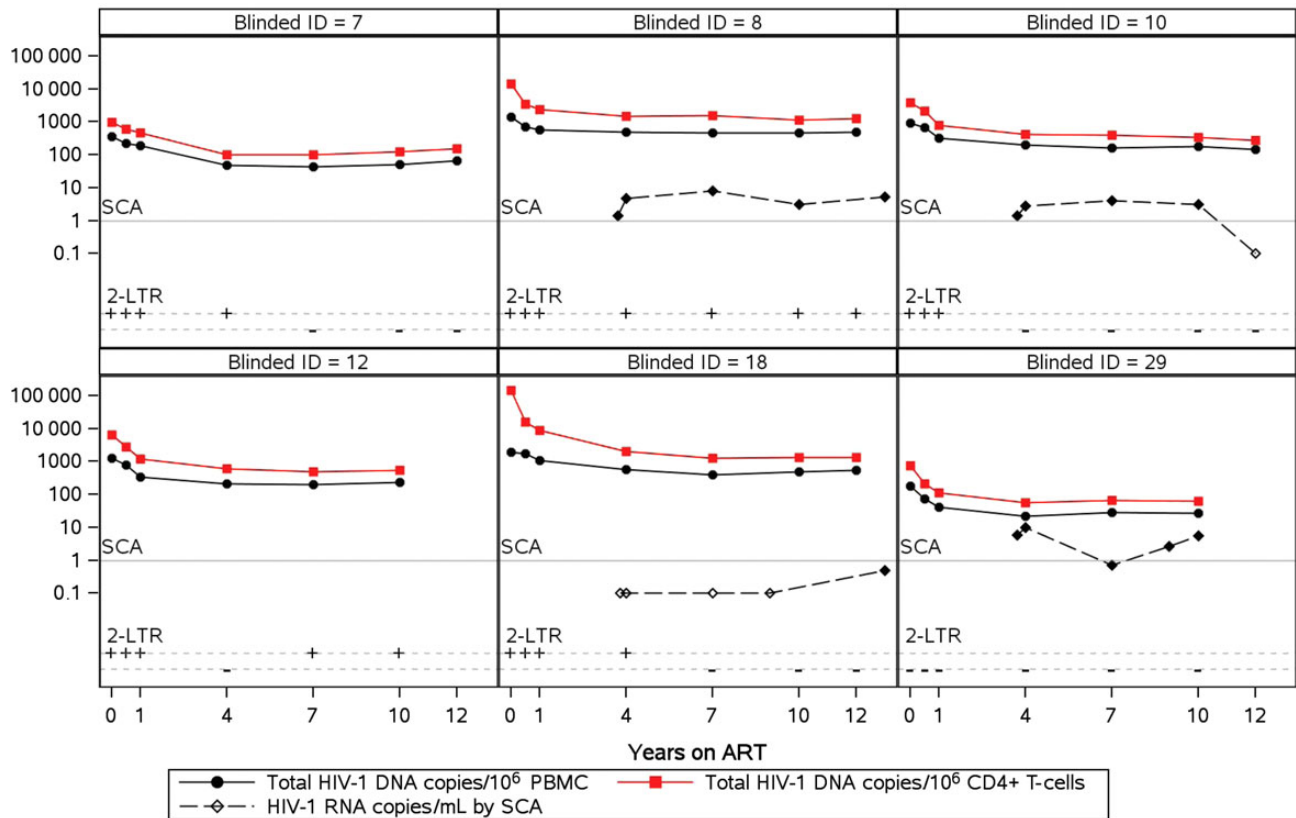 Blinded ID = 7 Blinded ID = 8 Blinded ID = 10
100 000
10 000
1000
100
10
SCA SCA SCA
1
0.1
2-LTR 2-LTR 2-LTR
+++ + +++ + + + + +++
- - - - - - -
Blinded ID = 12 Blinded ID = 18 Blinded ID = 29
100 000
10 000
1000
100
10
SCA SCA SCA
1
0.1
2-LTR 2-LTR 2-LTR
+++ + + +++ +
- - - - - - - - - -
0 1 4 7 10 12 0 1 4 7 10 12 0 1 4 7 10 12
Years on ART
Total HIV-1 DNA copies/10⁶ PBMC Total HIV-1 DNA copies/10⁶ CD4+ T-cells
HIV-1 RNA copies/mL by SCA